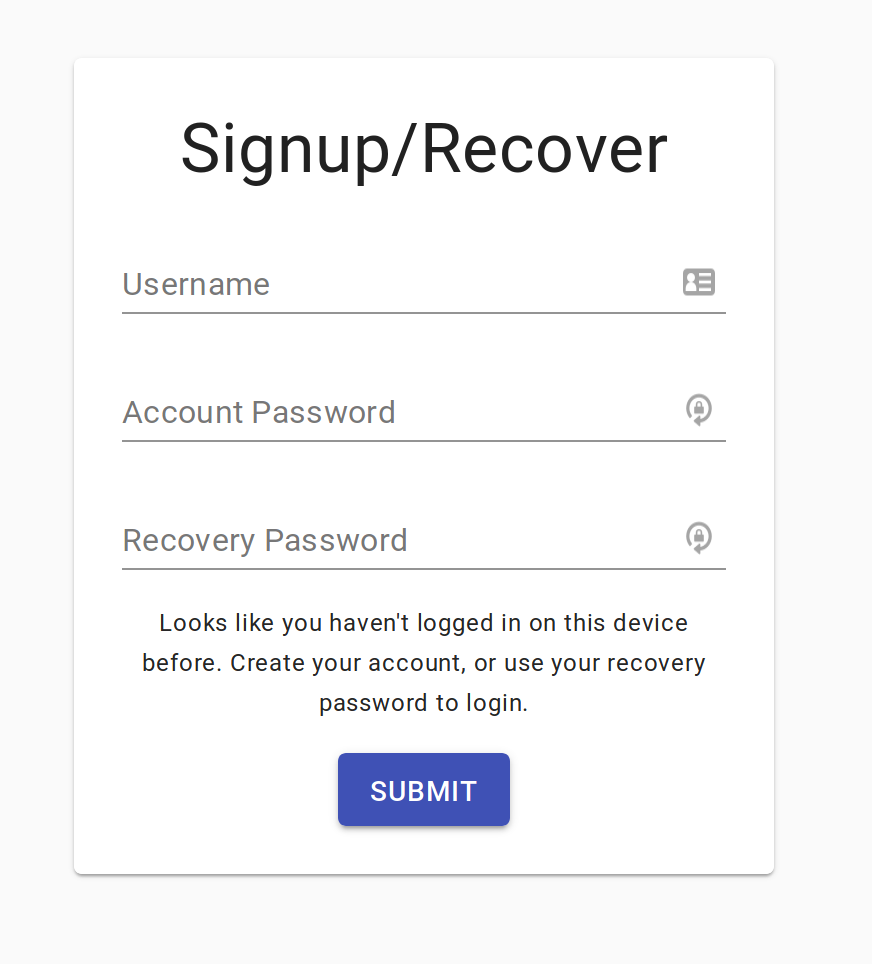 Signup/Recover
Username
Account Password
Recovery Password
Looks like you haven't logged in on this device
before. Create your account, or use your recovery
password to login.
SUBMIT